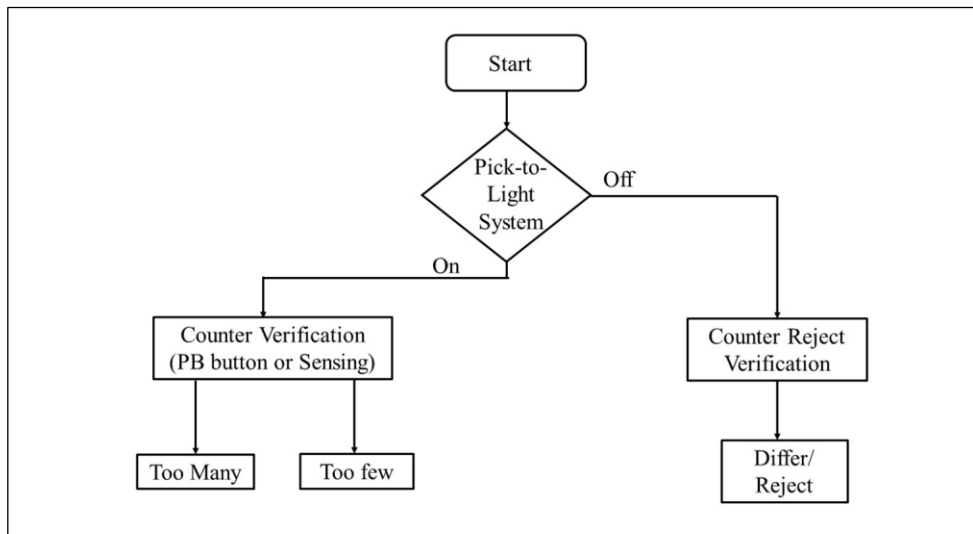 Start
Pick-to-
Light
System
Off
On
Counter Verification
(PB button or Sensing)
Counter Reject
Verification
Too Many
Too few
Differ/
Reject